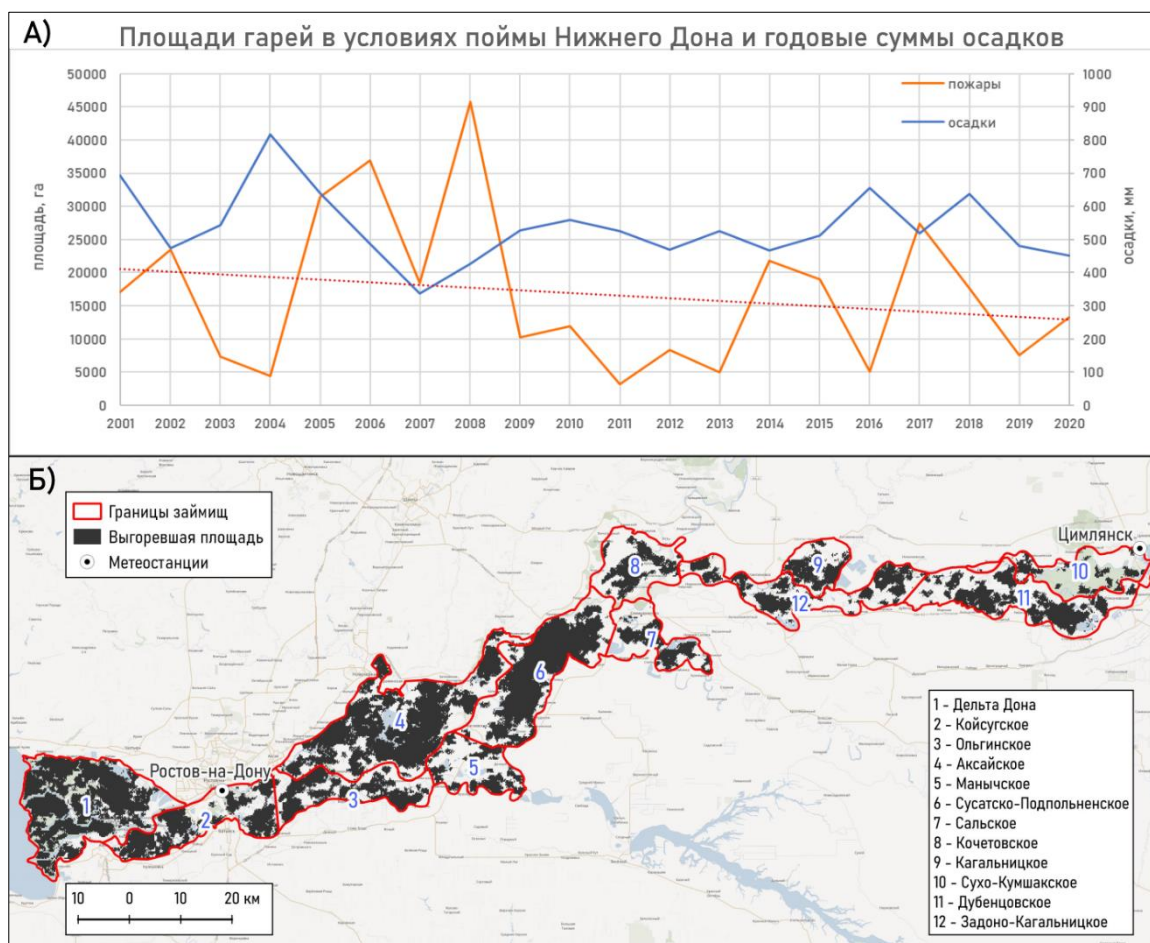 А)
Площади гарей в условиях поймы Нижнего Дона и годовые суммы осадков
50000
45000
40000
35000
30000
25000
20000
15000
10000
5000
0
площадь, га
1000
900
800
700
600
500
400
300
200
100
0
осадки, мм
пожары
осадки
2001 2002 2003 2004 2005 2006 2007 2008 2009 2010 2011 2012 2013 2014 2015 2016 2017 2018 2019 2020
Б)
Границы займищ
Выгоревшая площадь
Метеостанции
Цимлянск
Ростов-на-Дону
1
2
3
4
5
6
7
8
9
10
11
12
10 0 10 20 км
1 - Дельта Дона
2 - Койсугское
3 - Ольгинское
4 - Аксайское
5 - Манычское
6 - Сусатско-Подпольненское
7 - Сальское
8 - Кочетовское
9 - Кагальницкое
10 - Сухо-Кумшакское
11 - Дубенцовское
12 - Задоно-Кагальницкое